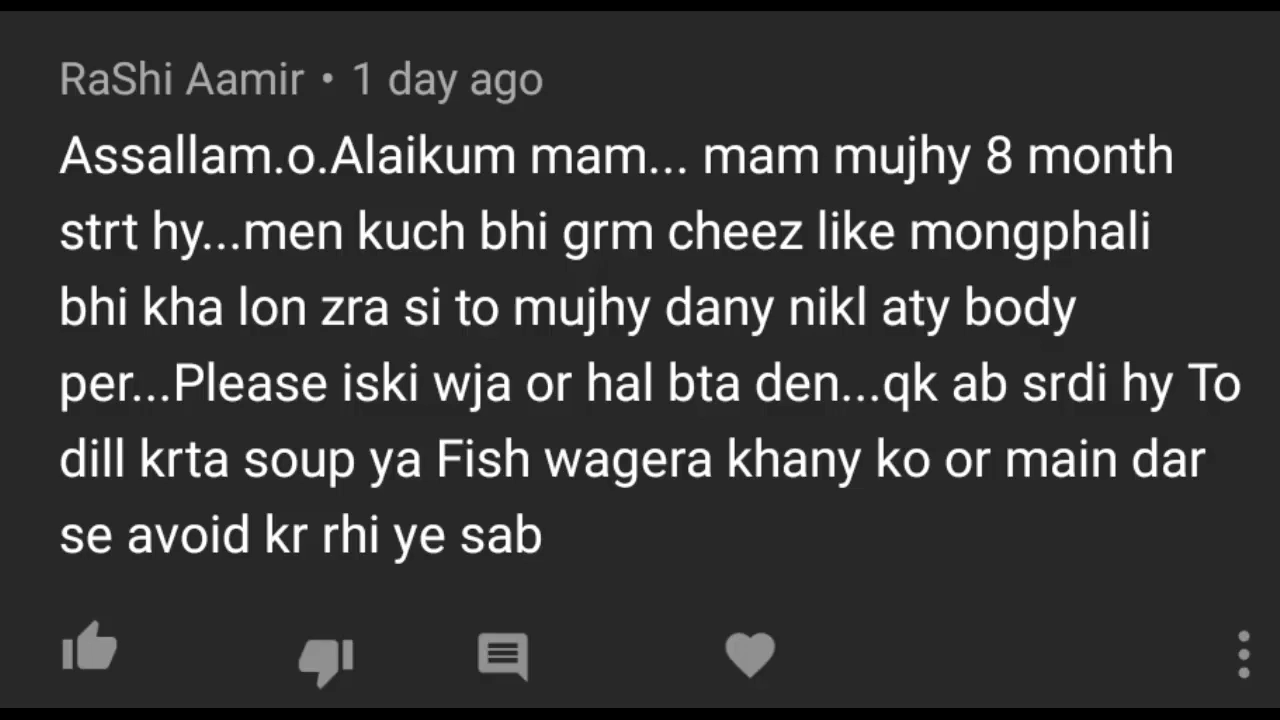 RaShi Aamir • 1 day ago
Assallam.o.Alaikum mam... mam mujhy 8 month
strt hy...men kuch bhi grm cheez like mongphali
bhi kha lon zra si to mujhy dany nikl aty body
per...Please iski wja or hal bta den...qk ab srdi hy To
dill krta soup ya Fish wagera khany ko or main dar
se avoid kr rhi ye sab